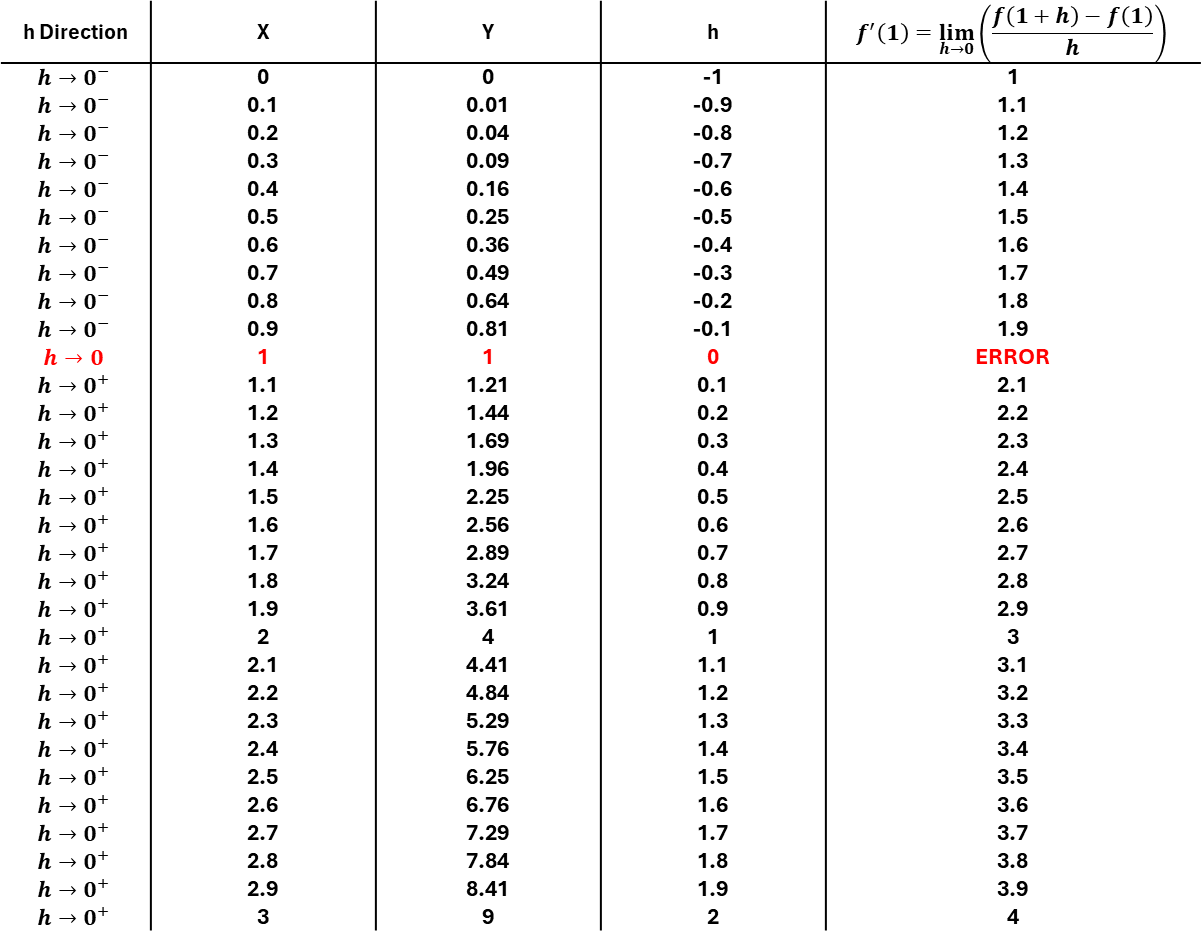 h Direction X Y h f′(1) = lim h→0 (f(1 + h) − f(1) / h)
h → 0⁻ 0 0 -1 1
h → 0⁻ 0.1 0.01 -0.9 1.1
h → 0⁻ 0.2 0.04 -0.8 1.2
h → 0⁻ 0.3 0.09 -0.7 1.3
h → 0⁻ 0.4 0.16 -0.6 1.4
h → 0⁻ 0.5 0.25 -0.5 1.5
h → 0⁻ 0.6 0.36 -0.4 1.6
h → 0⁻ 0.7 0.49 -0.3 1.7
h → 0⁻ 0.8 0.64 -0.2 1.8
h → 0⁻ 0.9 0.81 -0.1 1.9
h → 0 1 1 0 ERROR
h → 0⁺ 1.1 1.21 0.1 2.1
h → 0⁺ 1.2 1.44 0.2 2.2
h → 0⁺ 1.3 1.69 0.3 2.3
h → 0⁺ 1.4 1.96 0.4 2.4
h → 0⁺ 1.5 2.25 0.5 2.5
h → 0⁺ 1.6 2.56 0.6 2.6
h → 0⁺ 1.7 2.89 0.7 2.7
h → 0⁺ 1.8 3.24 0.8 2.8
h → 0⁺ 1.9 3.61 0.9 2.9
h → 0⁺ 2 4 1 3
h → 0⁺ 2.1 4.41 1.1 3.1
h → 0⁺ 2.2 4.84 1.2 3.2
h → 0⁺ 2.3 5.29 1.3 3.3
h → 0⁺ 2.4 5.76 1.4 3.4
h → 0⁺ 2.5 6.25 1.5 3.5
h → 0⁺ 2.6 6.76 1.6 3.6
h → 0⁺ 2.7 7.29 1.7 3.7
h → 0⁺ 2.8 7.84 1.8 3.8
h → 0⁺ 2.9 8.41 1.9 3.9
h → 0⁺ 3 9 2 4